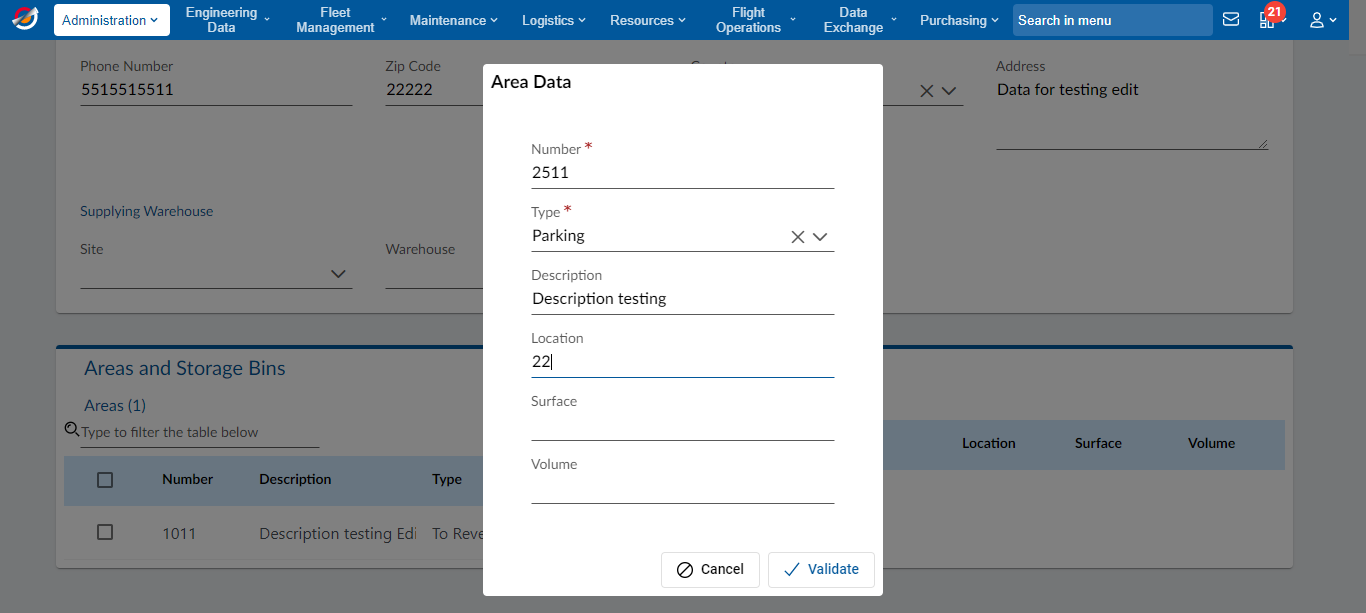 Administration
Engineering Data
Fleet Management
Maintenance
Logistics
Resources
Flight Operations
Data Exchange
Purchasing
Search in menu
21
Phone Number
5515515511
Zip Code
22222
Address
Data for testing edit
Supplying Warehouse
Site
Warehouse
Area Data
Number *
2511
Type *
Parking
Description
Description testing
Location
22
Surface
Volume
Cancel
Validate
Areas and Storage Bins
Areas (1)
Type to filter the table below
Number Description Type
1011 Description testing Edi To Reve
Location Surface Volume